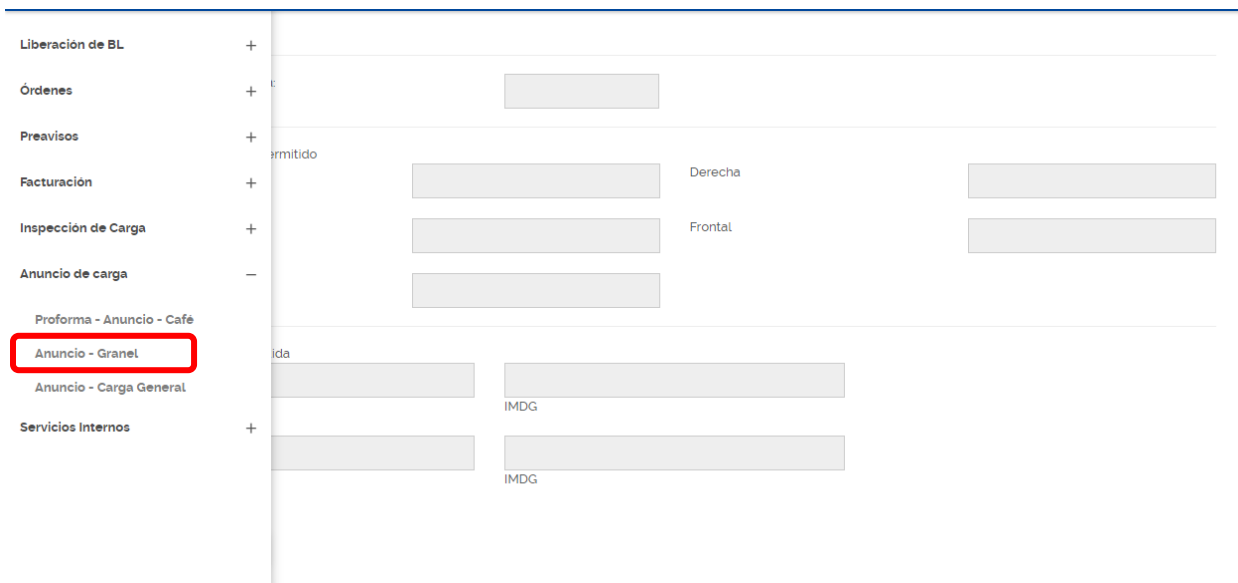 Liberación de BL
Órdenes
Preavisos
Facturación
Inspección de Carga
Anuncio de carga
Proforma - Anuncio - Café
Anuncio - Granel
Anuncio - Carga General
Servicios Internos
ermitido
Derecha
Frontal
ida
IMDG
IMDG